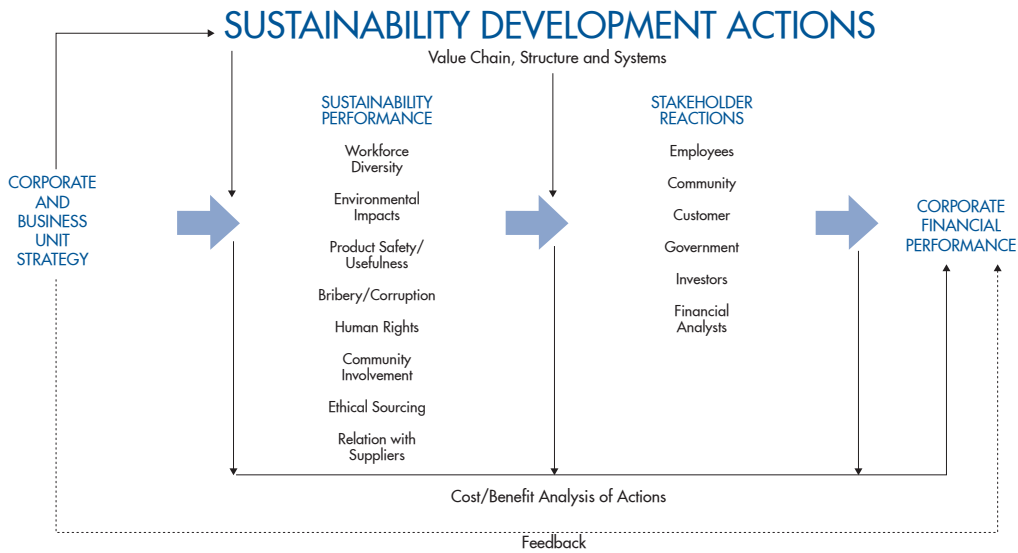 SUSTAINABILITY DEVELOPMENT ACTIONS
Value Chain, Structure and Systems
CORPORATE
AND
BUSINESS
UNIT
STRATEGY
SUSTAINABILITY
PERFORMANCE
Workforce
Diversity
Environmental
Impacts
Product Safety/
Usefulness
Bribery/Corruption
Human Rights
Community
Involvement
Ethical Sourcing
Relation with
Suppliers
STAKEHOLDER
REACTIONS
Employees
Community
Customer
Government
Investors
Financial
Analysts
CORPORATE
FINANCIAL
PERFORMANCE
Cost/Benefit Analysis of Actions
Feedback